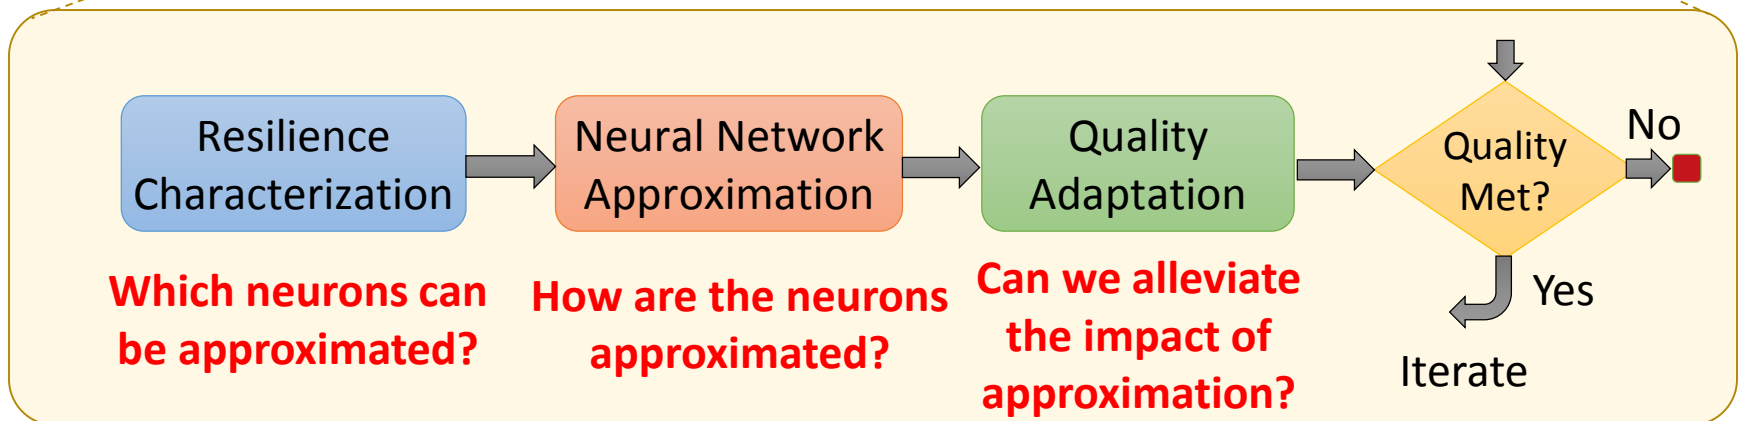 Resilience
Characterization
Neural Network
Approximation
Quality
Adaptation
Quality
Met?
No
Yes
Iterate
Which neurons can
be approximated?
How are the neurons
approximated?
Can we alleviate
the impact of
approximation?